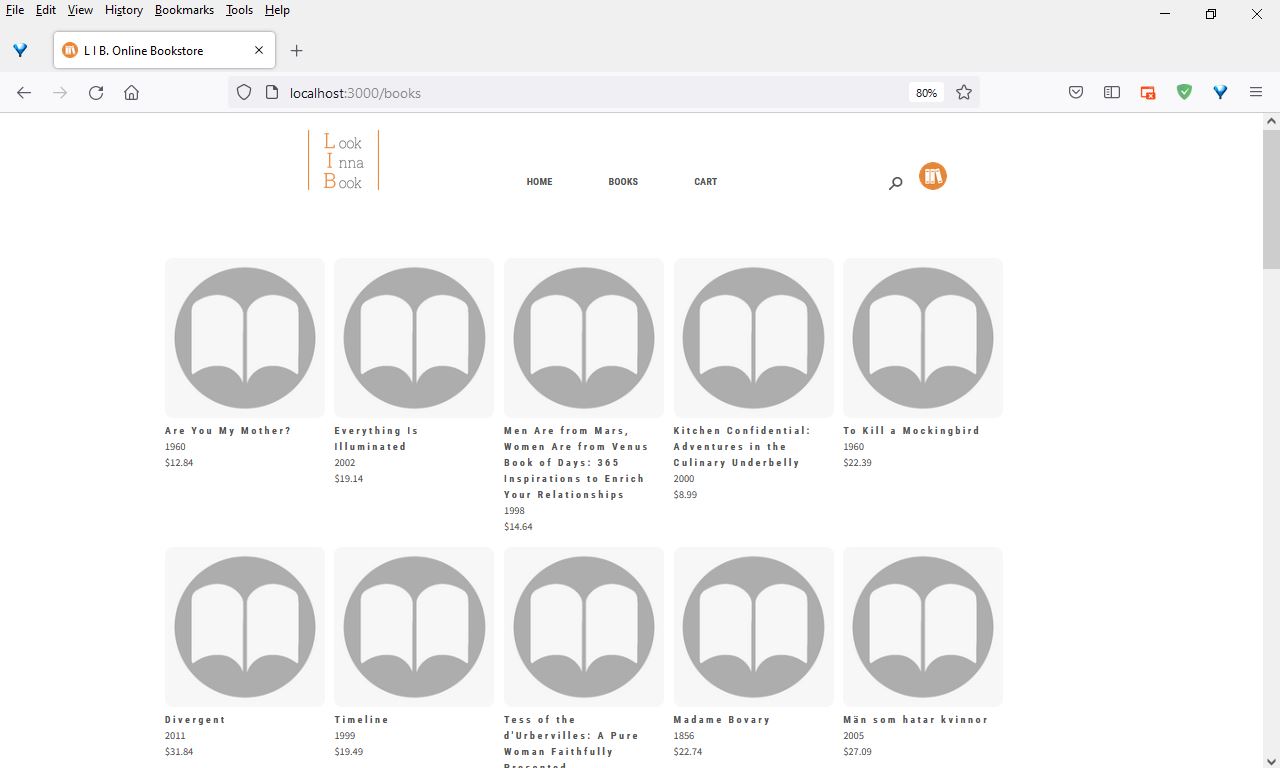 File Edit View History Bookmarks Tools Help
L I B. Online Bookstore
localhost:3000/books
80%
L ook
I nna
B ook
HOME BOOKS CART
Are You My Mother?
1960
$12.84
Everything Is
Illuminated
2002
$19.14
Men Are from Mars,
Women Are from Venus
Book of Days: 365
Inspirations to Enrich
Your Relationships
1998
$14.64
Kitchen Confidential:
Adventures in the
Culinary Underbelly
2000
$8.99
To Kill a Mockingbird
1960
$22.39
Divergent
2011
$31.84
Timeline
1999
$19.49
Tess of the
d'Urbervilles: A Pure
Woman Faithfully
Presented
Madame Bovary
1856
$22.74
Män som hatar kvinnor
2005
$27.09